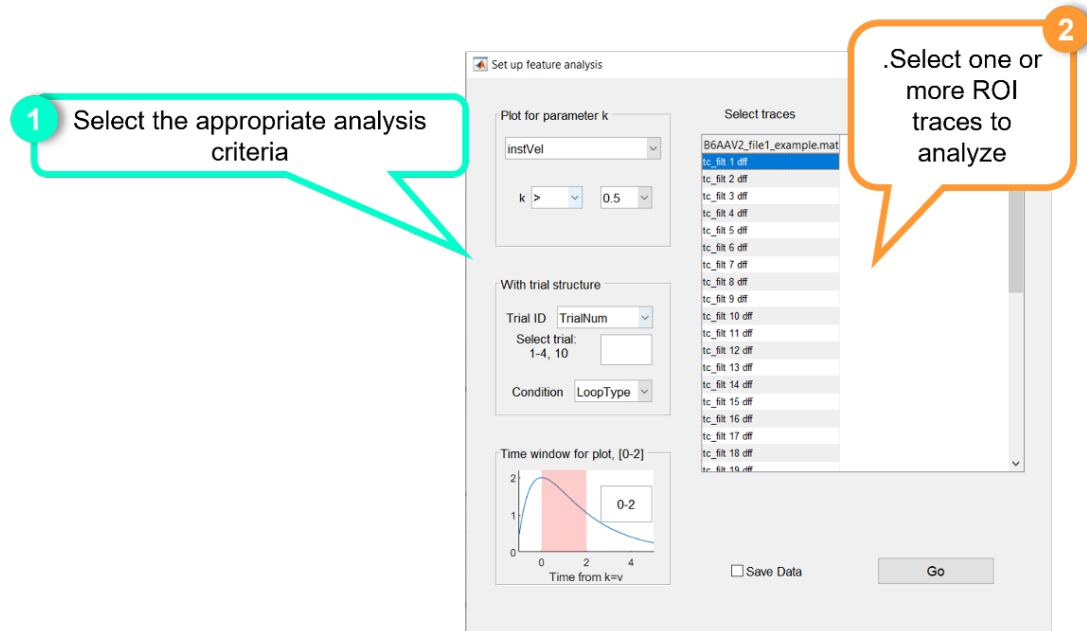 1
Select the appropriate analysis
criteria
2
.Select one or
more ROI
traces to
analyze
Set up feature analysis
Plot for parameter k
instVel
k > 0.5
With trial structure
Trial ID TrialNum
Select trial:
1-4, 10
Condition LoopType
Time window for plot, [0-2]
2
1
0
0-2
0 2 4
Time from k=v
Select traces
B6AAV2_file1_example.mat
tc_filt 1 dff
tc_filt 2 dff
tc_filt 3 dff
tc_filt 4 dff
tc_filt 5 dff
tc_filt 6 dff
tc_filt 7 dff
tc_filt 8 dff
tc_filt 9 dff
tc_filt 10 dff
tc_filt 11 dff
tc_filt 12 dff
tc_filt 13 dff
tc_filt 14 dff
tc_filt 15 dff
tc_filt 16 dff
tc_filt 17 dff
tc_filt 18 dff
tc_filt 19 dff
Save Data
Go